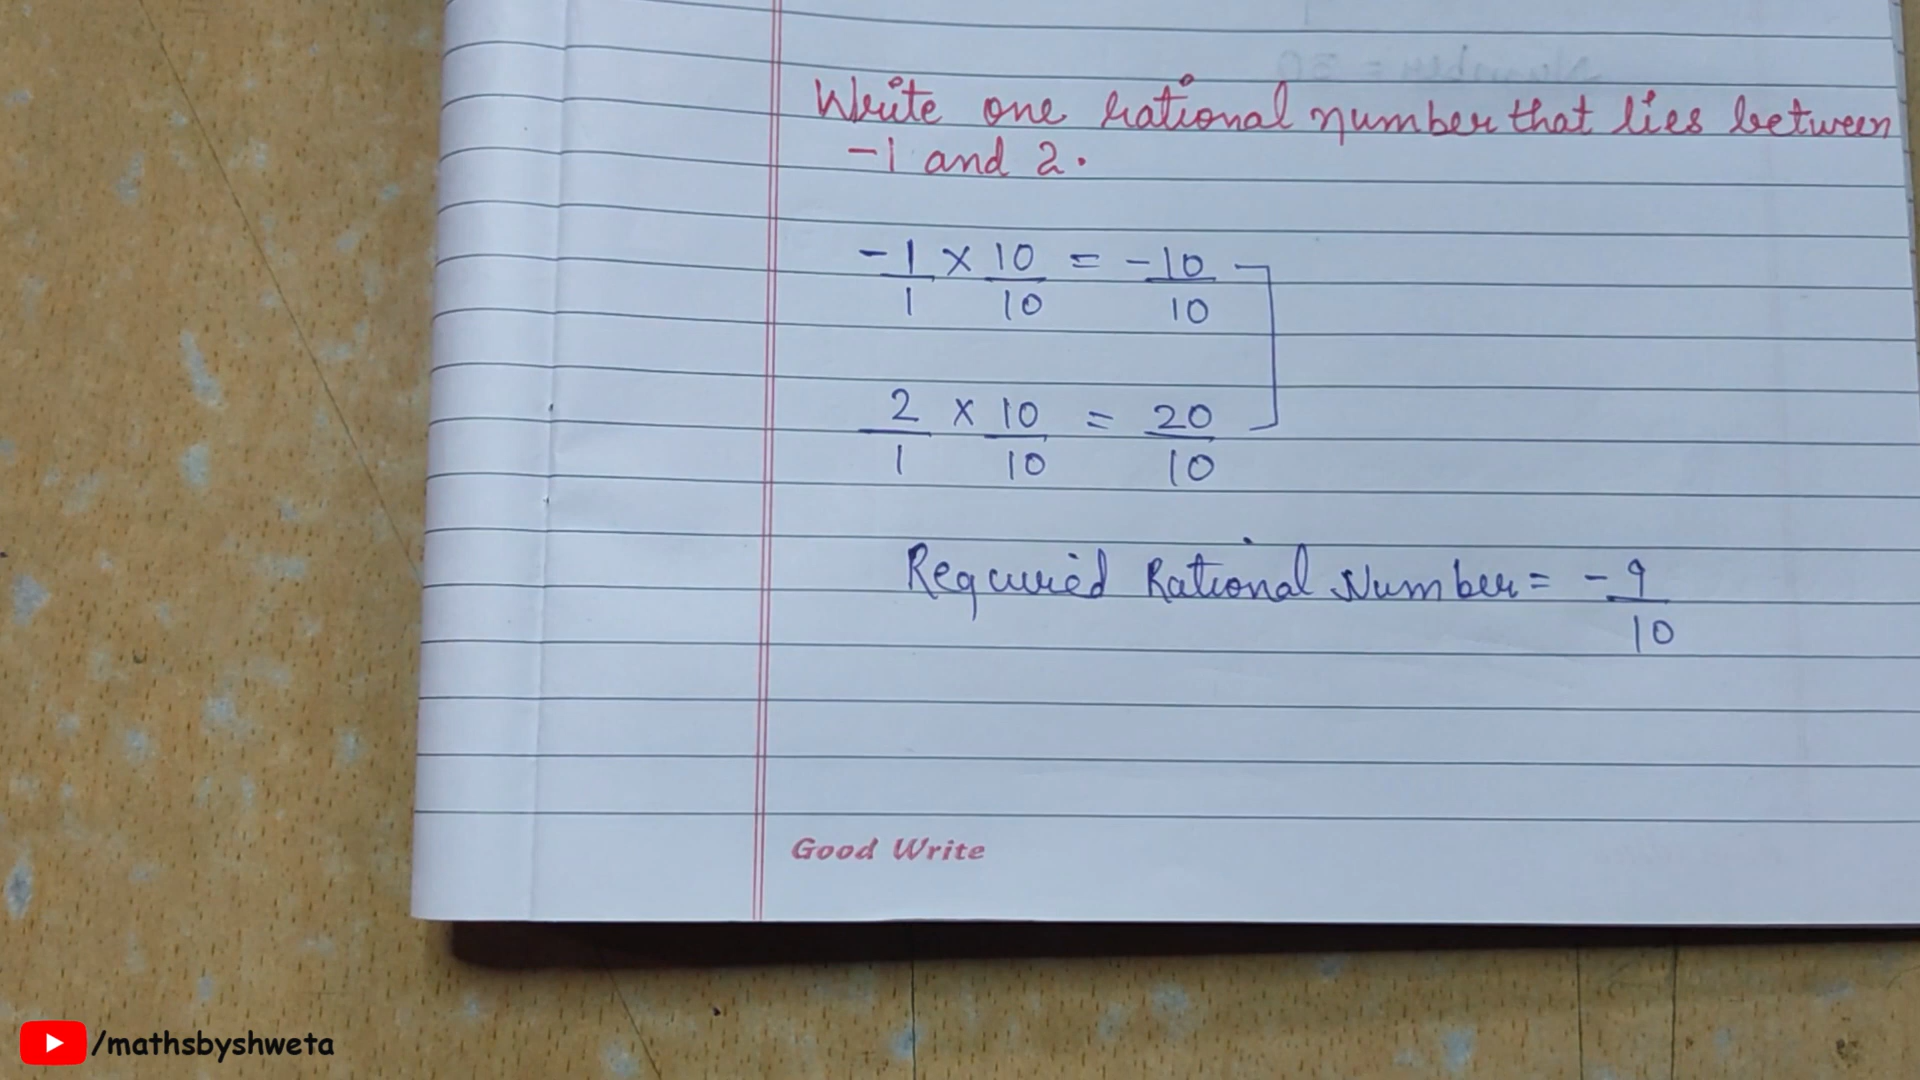 Write one rational number that lies between
-1 and 2.
-1/1 × 10/10 = -10/10
2/1 × 10/10 = 20/10
Required Rational Number = -9/10
Good Write
/mathsbyshweta